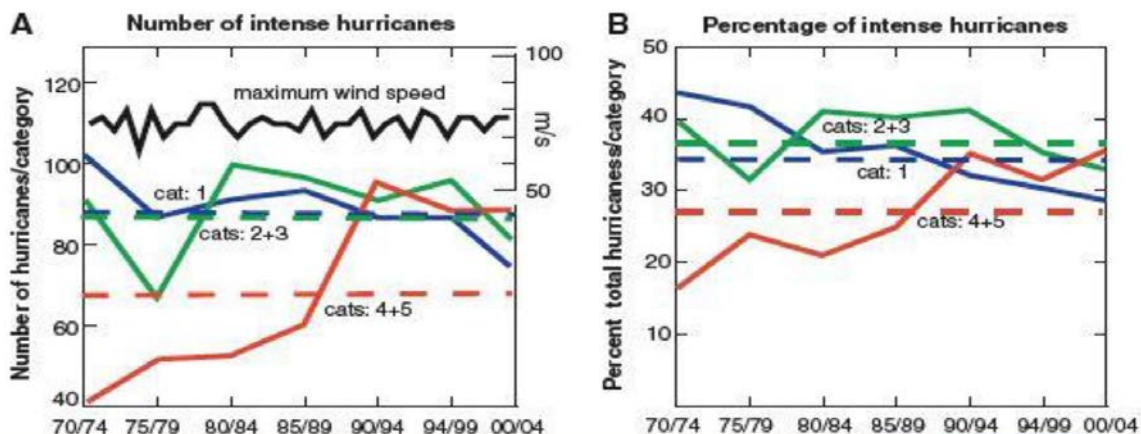 A Number of intense hurricanes
Number of hurricanes/category
120
100
80
60
40
100
50
m/s
maximum wind speed
cat: 1
cats: 2+3
cats: 4+5
70/74 75/79 80/84 85/89 90/94 94/99 00/04
B Percentage of intense hurricanes
Percent total hurricaness/category
50
40
30
20
10
cats: 2+3
cat: 1
cats: 4+5
70/74 75/79 80/84 85/89 90/94 94/99 00/04